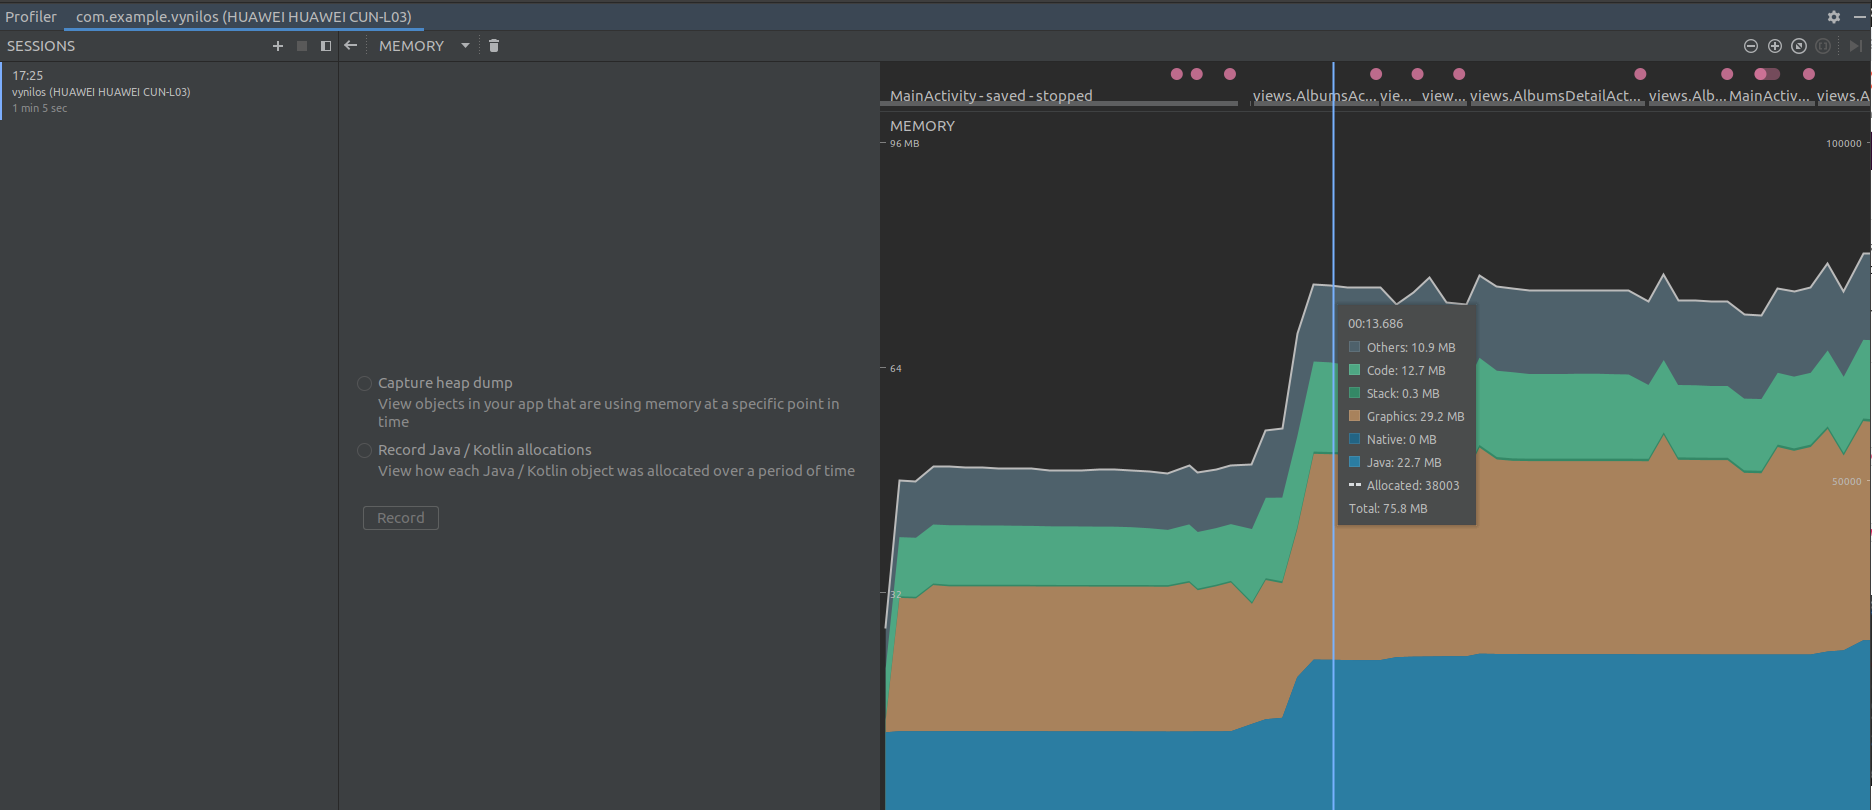 Profiler com.example.vynilos (HUAWEI HUAWEI CUN-L03)
SESSIONS
MEMORY
17:25
vynilos (HUAWEI HUAWEI CUN-L03)
1 min 5 sec
Capture heap dump
View objects in your app that are using memory at a specific point in
time
Record Java / Kotlin allocations
View how each Java / Kotlin object was allocated over a period of time
Record
MainActivity - saved - stopped views.AlbumsAc... vie... view... views.AlbumsDetailAct... views.Alb... MainActiv... views.A
MEMORY
96 MB
100000
64
32
50000
00:13.686
Others: 10.9 MB
Code: 12.7 MB
Stack: 0.3 MB
Graphics: 29.2 MB
Native: 0 MB
Java: 22.7 MB
Allocated: 38003
Total: 75.8 MB